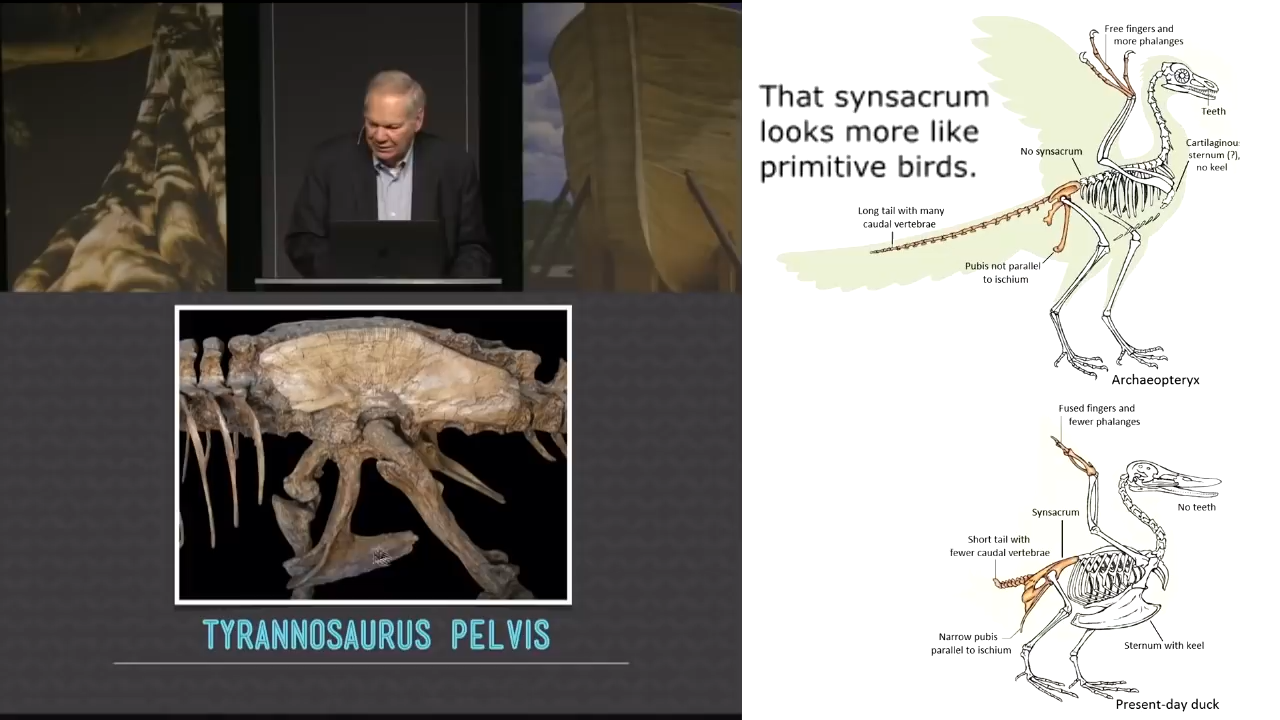 That synsacrum
looks more like
primitive birds.
Free fingers and
more phalanges
Teeth
Cartilaginou
sternum (?),
no keel
No synsacrum
Long tail with many
caudal vertebrae
Pubis not parallel
to ischium
Archaeopteryx
Fused fingers and
fewer phalanges
No teeth
Synsacrum
Short tail with
fewer caudal vertebrae
Narrow pubis
parallel to ischium
Sternum with keel
Present-day duck
TYRANNOSAURUS PELVIS